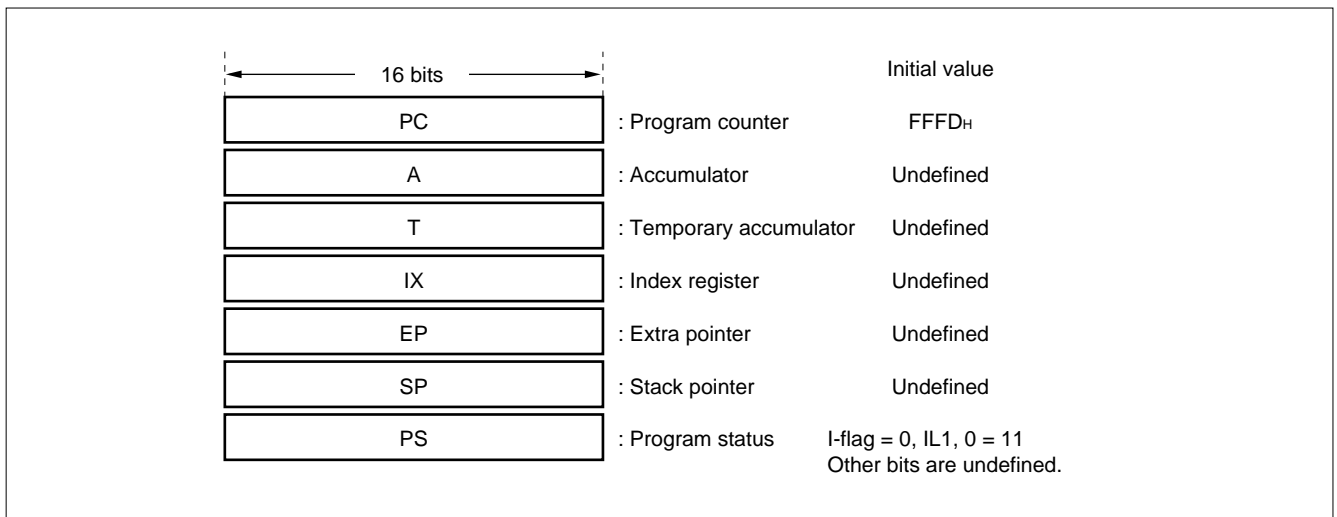 16 bits Initial value
PC : Program counter FFFDH
A : Accumulator Undefined
T : Temporary accumulator Undefined
IX : Index register Undefined
EP : Extra pointer Undefined
SP : Stack pointer Undefined
PS : Program status I-flag = 0, IL1, 0 = 11
Other bits are undefined.